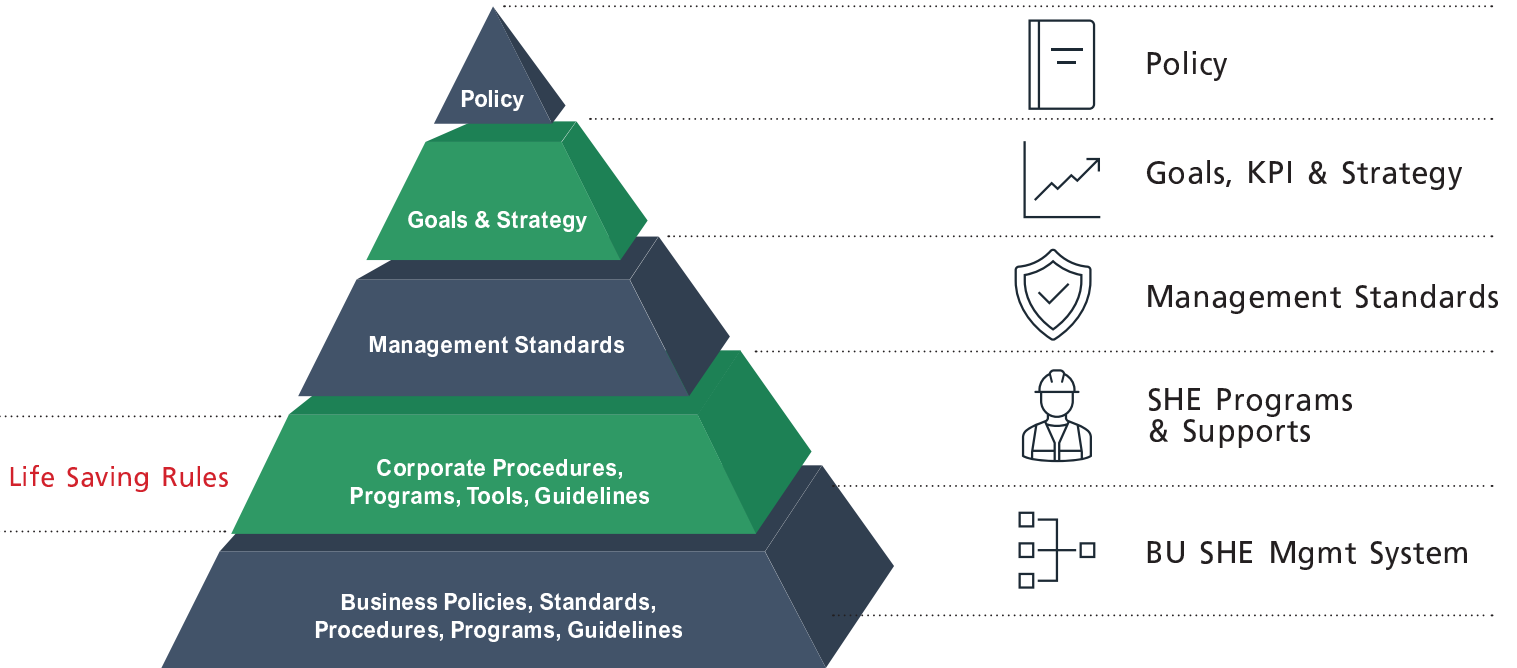 Policy
Policy
Goals, KPI & Strategy
Goals & Strategy
Management Standards
Management Standards
SHE Programs
& Supports
Life Saving Rules
Corporate Procedures,
Programs, Tools, Guidelines
BU SHE Mgmt System
Business Policies, Standards,
Procedures, Programs, Guidelines